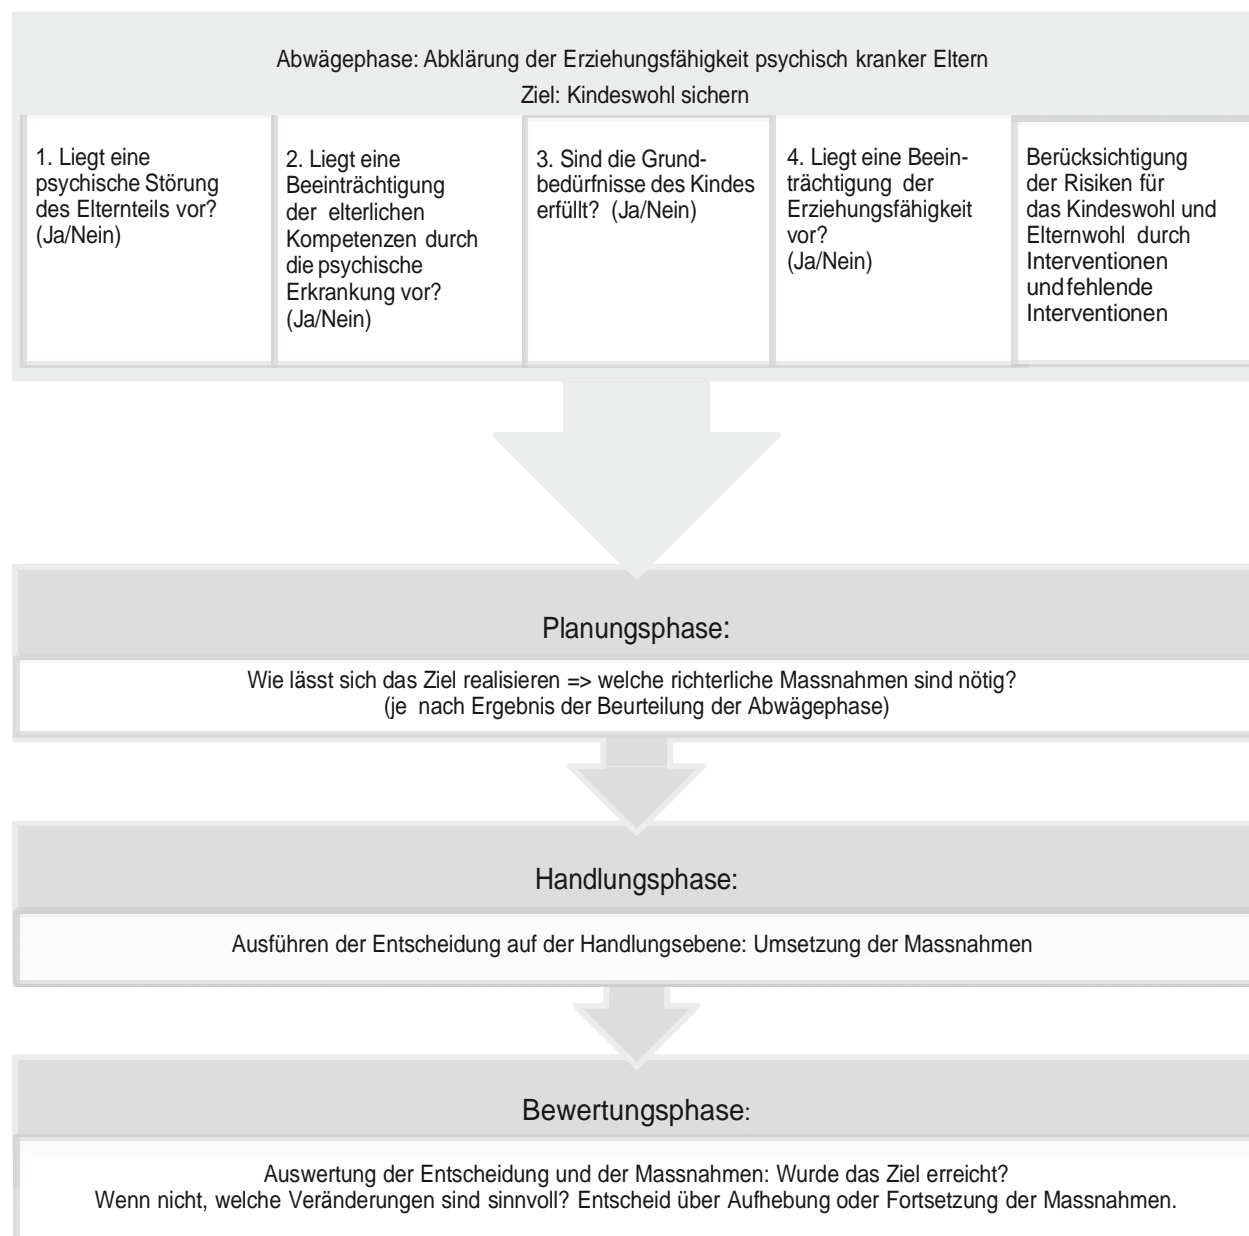 Abwägephase: Abklärung der Erziehungsfähigkeit psychisch kranker Eltern
Ziel: Kindeswohl sichern
1. Liegt eine
psychische Störung
des Elternteils vor?
(Ja/Nein)
2. Liegt eine
Beeinträchtigung
der elterlichen
Kompetenzen durch
die psychische
Erkrankung vor?
(Ja/Nein)
3. Sind die Grund-
bedürfnisse des Kindes
erfüllt? (Ja/Nein)
4. Liegt eine Beein-
trächtigung der
Erziehungsfähigkeit
vor?
(Ja/Nein)
Berücksichtigung
der Risiken für
das Kindeswohl und
Elternwohl durch
Interventionen
und fehlende
Interventionen
Planungsphase:
Wie lässt sich das Ziel realisieren => welche richterliche Massnahmen sind nötig?
(je nach Ergebnis der Beurteilung der Abwägephase)
Handlungsphase:
Ausführen der Entscheidung auf der Handlungsebene: Umsetzung der Massnahmen
Bewertungsphase:
Auswertung der Entscheidung und der Massnahmen: Wurde das Ziel erreicht?
Wenn nicht, welche Veränderungen sind sinnvoll? Entscheid über Aufhebung oder Fortsetzung der Massnahmen.